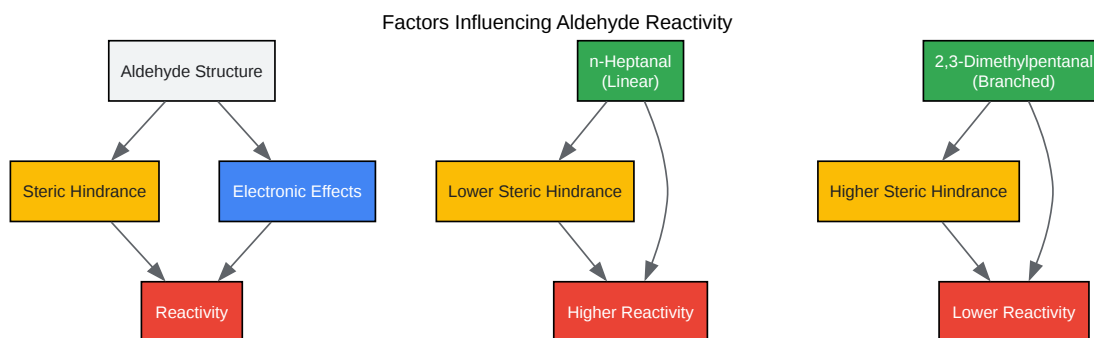 Factors Influencing Aldehyde Reactivity
Aldehyde Structure
n-Heptanal
(Linear)
2,3-Dimethylpentanal
(Branched)
Steric Hindrance
Electronic Effects
Lower Steric Hindrance
Higher Steric Hindrance
Reactivity
Higher Reactivity
Lower Reactivity